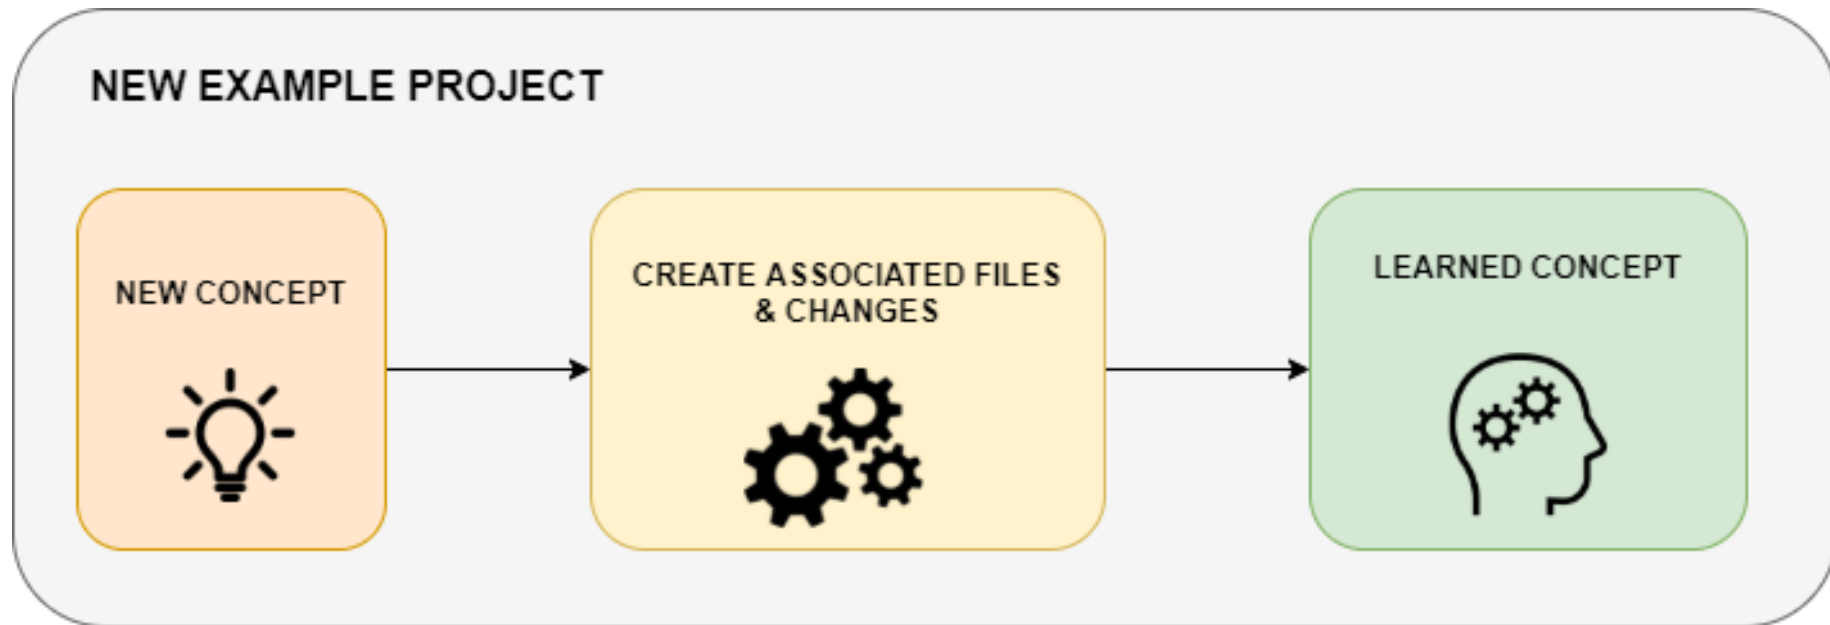 NEW EXAMPLE PROJECT
NEW CONCEPT
CREATE ASSOCIATED FILES
& CHANGES
LEARNED CONCEPT